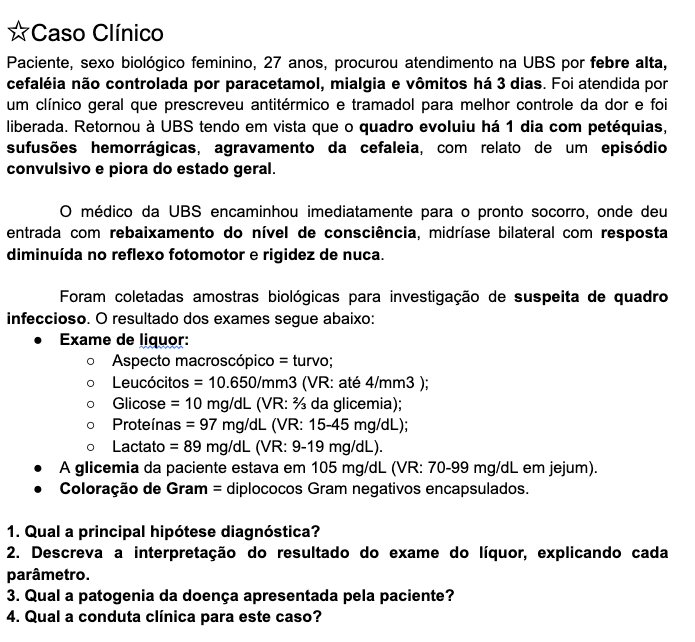 ☆Caso Clínico
Paciente, sexo biológico feminino, 27 anos, procurou atendimento na UBS por febre alta,
cefaléia não controlada por paracetamol, mialgia e vômitos há 3 dias. Foi atendida por
um clínico geral que prescreveu antitérmico e tramadol para melhor controle da dor e foi
liberada. Retornou à UBS tendo em vista que o quadro evoluiu há 1 dia com petéquias,
sufusões hemorrágicas, agravamento da cefaleia, com relato de um episódio
convulsivo e piora do estado geral.
O médico da UBS encaminhou imediatamente para o pronto socorro, onde deu
entrada com rebaixamento do nível de consciência, midríase bilateral com resposta
diminuída no reflexo fotomotor e rigidez de nuca.
Foram coletadas amostras biológicas para investigação de suspeita de quadro
infeccioso. O resultado dos exames segue abaixo:
● Exame de liquor:
○ Aspecto macroscópico = turvo;
○ Leucócitos = 10.650/mm3 (VR: até 4/mm3 );
○ Glicose = 10 mg/dL (VR: ⅔ da glicemia);
○ Proteínas = 97 mg/dL (VR: 15-45 mg/dL);
○ Lactato = 89 mg/dL (VR: 9-19 mg/dL).
● A glicemia da paciente estava em 105 mg/dL (VR: 70-99 mg/dL em jejum).
● Coloração de Gram = diplococos Gram negativos encapsulados.
1. Qual a principal hipótese diagnóstica?
2. Descreva a interpretação do resultado do exame do líquor, explicando cada
parâmetro.
3. Qual a patogenia da doença apresentada pela paciente?
4. Qual a conduta clínica para este caso?